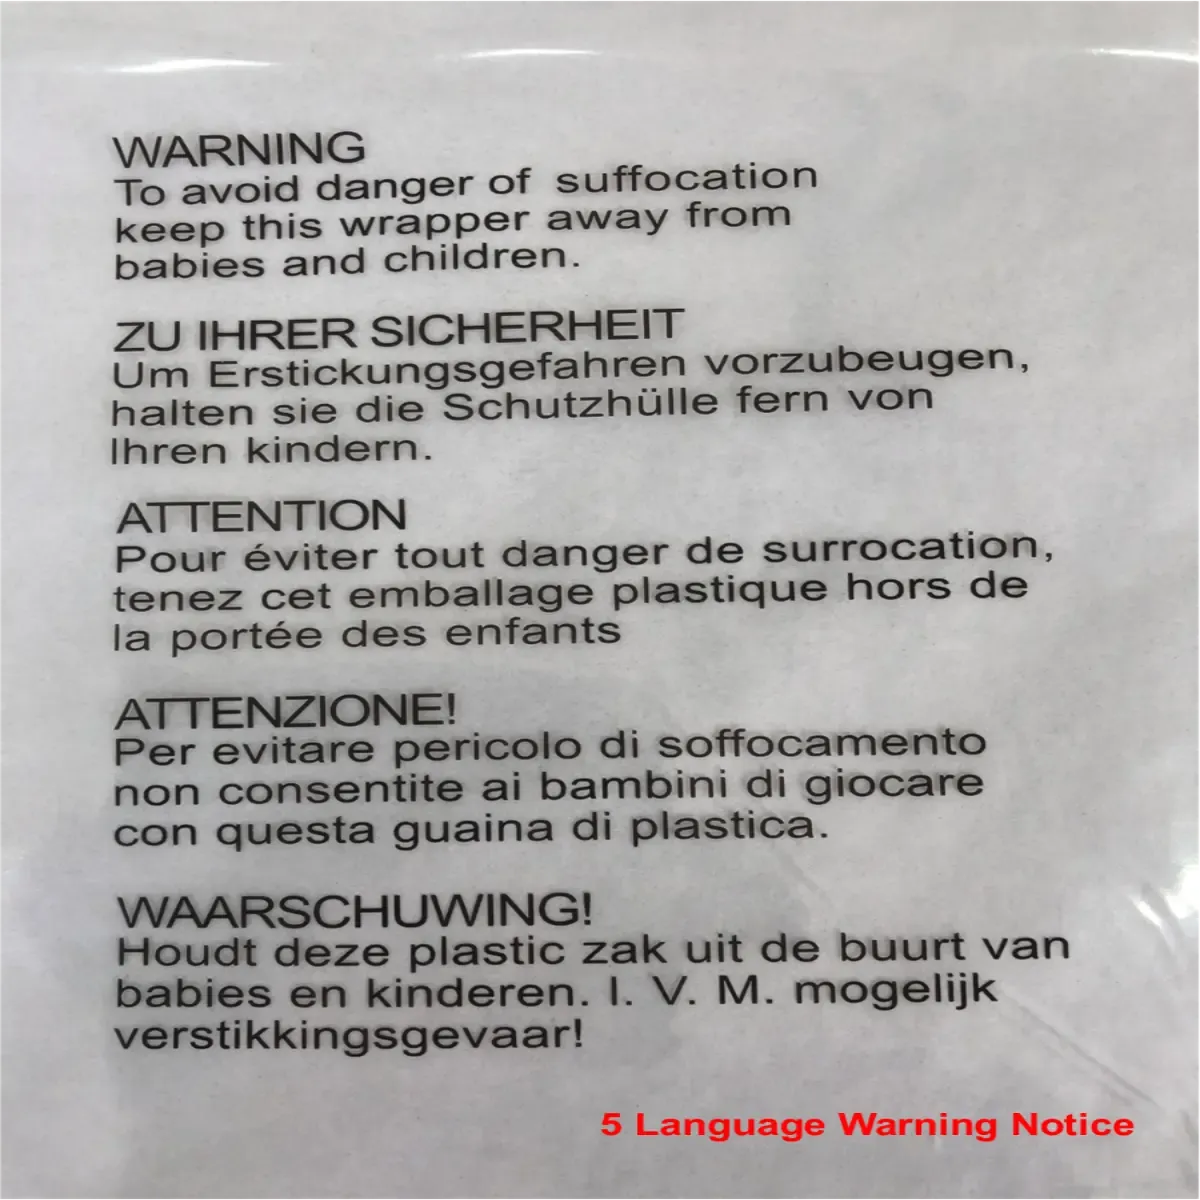 WARNING
To avoid danger of suffocation
keep this wrapper away from
babies and children.
ZU IHRER SICHERHEIT
Um Erstickungsgefahren vorzubeugen,
halten sie die Schutzhülle fern von
Ihren kindern.
ATTENTION
Pour éviter tout danger de surrocation,
tenez cet emballage plastique hors de
la portée des enfants
ATTENZIONE!
Per evitare pericolo di soffocamento
non consentite ai bambini di giocare
con questa guaina di plastica.
WAARSCHUWING!
Houdt deze plastic zak uit de buurt van
babies en kinderen. I. V. M. mogelijk
verstikkingsgevaar!
5 Language Warning Notice